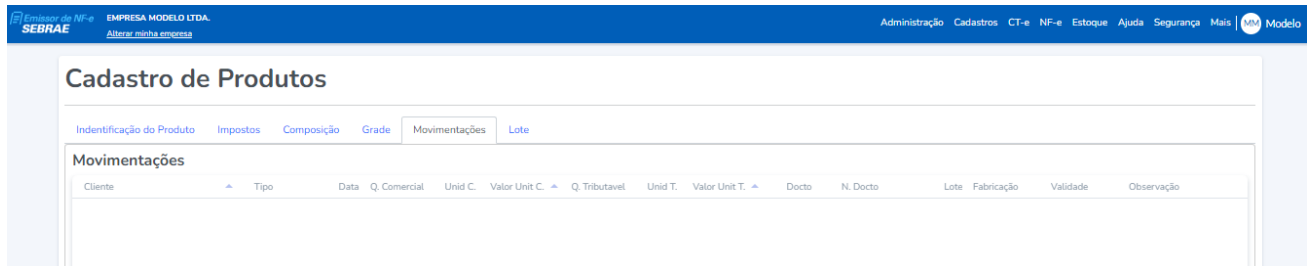 Emissor de NF-e
SEBRAE
EMPRESA MODELO LTDA.
Alterar minha empresa
Administração Cadastros CT-e NF-e Estoque Ajuda Segurança Mais MM Modelo
Cadastro de Produtos
Indentificação do Produto Impostos Composição Grade Movimentações Lote
Movimentações
Cliente Tipo Data Q. Comercial Unid C. Valor Unit C. Q. Tributavel Unid T. Valor Unit T. Docto N. Docto Lote Fabricação Validade Observação